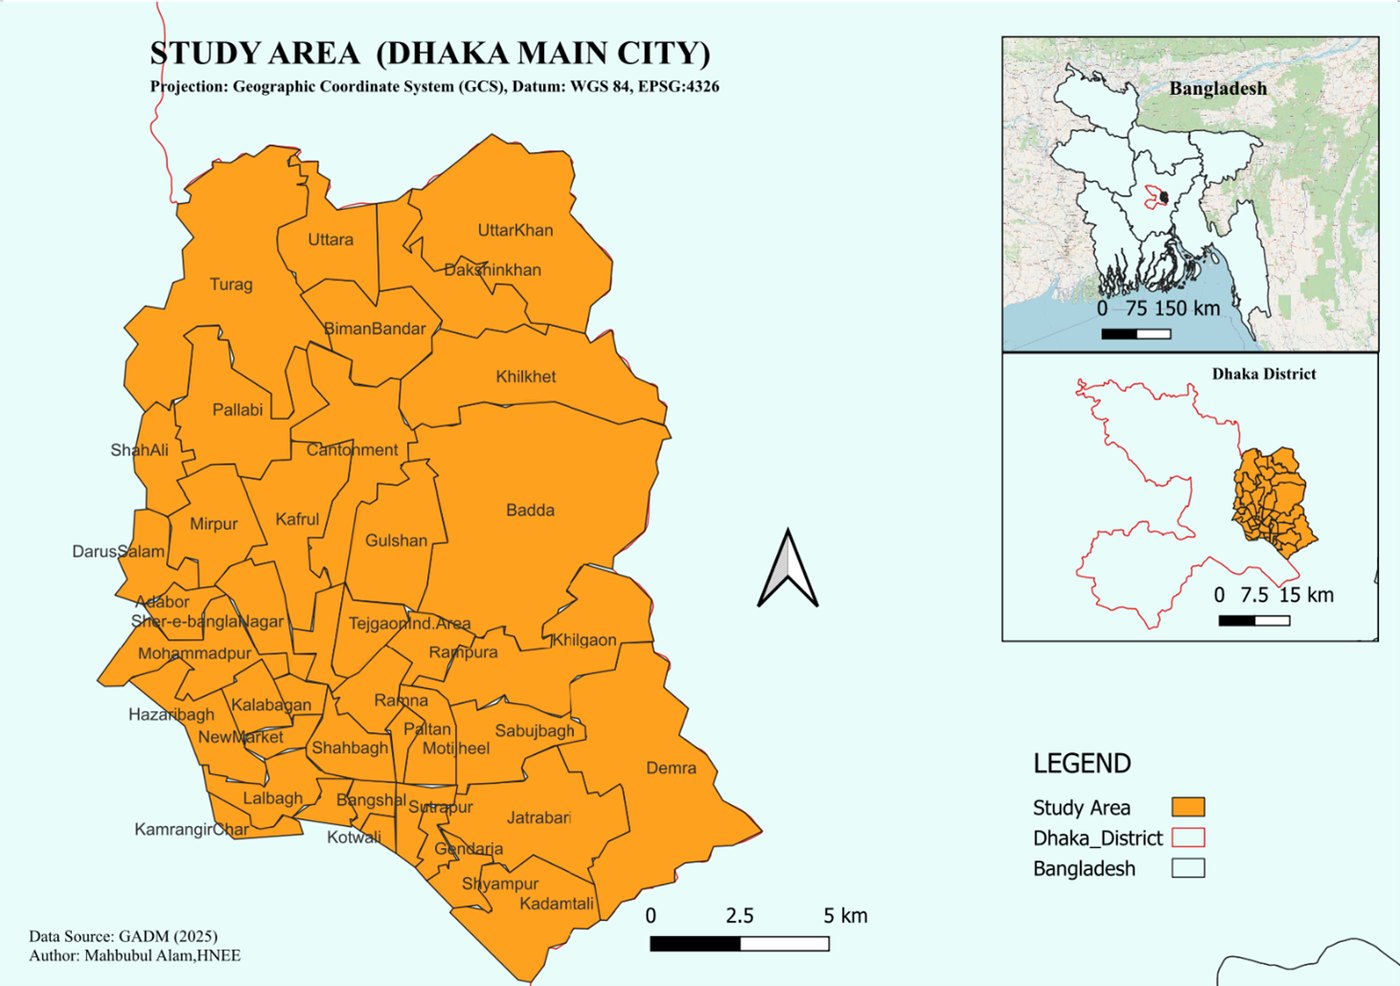 STUDY AREA (DHAKA MAIN CITY)
Projection: Geographic Coordinate System (GCS), Datum: WGS 84, EPSG:4326
UttarKhan
Uttara
Dakshinkhan
Turag
BimanBandar
Khilkhet
Pallabi
ShahAli
Cantonment
Badda
Mirpur
Kafrul
Gulshan
DarusSalam
Adabor
Sher-e-banglaNagar
TejgaonInd.Area
Khilgaon
Mohammadpur
Rampura
Kalabagan
Ramna
Hazaribagh
Paltan
Sabujbagh
NewMarket
Shahbagh
Motijheel
Demra
Lalbagh
Bangshal
Sutrapur
Jatrabari
KamrangirChar
Kotwali
Gendaria
Shyampur
Kadamtali
0 2.5 5 km
Data Source: GADM (2025)
Author: Mahbubul Alam,HNEE
Bangladesh
0 75 150 km
Dhaka District
0 7.5 15 km
LEGEND
Study Area
Dhaka_District
Bangladesh